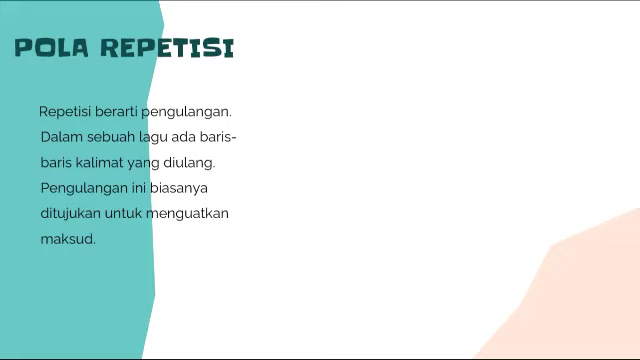 POLA REPETISI
Repetisi berarti pengulangan.
Dalam sebuah lagu ada baris-
baris kalimat yang diulang.
Pengulangan ini biasanya
ditujukan untuk menguatkan
maksud.